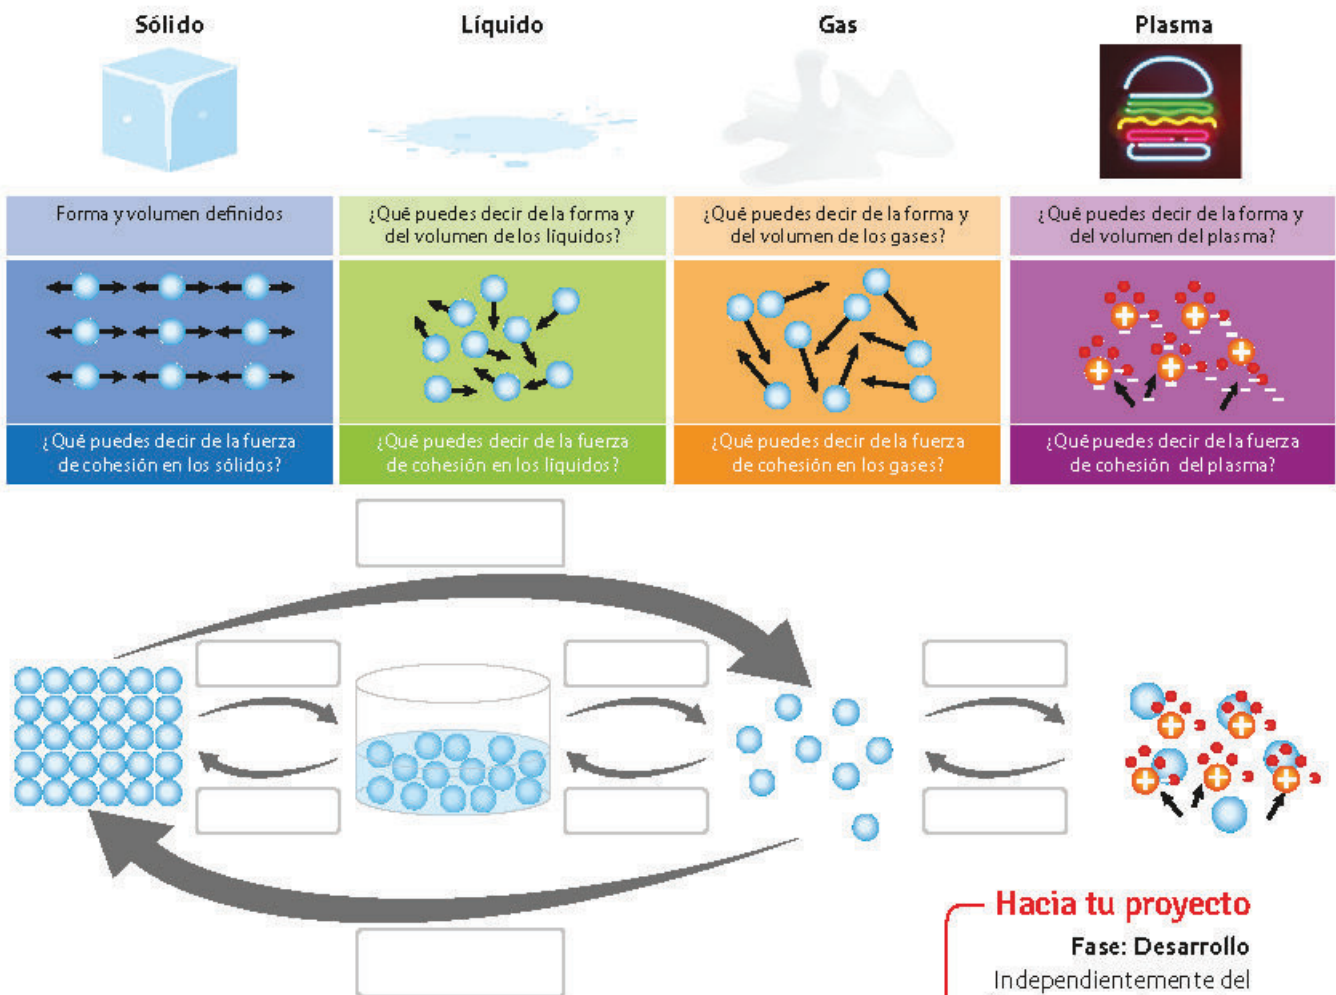 Sólido
Líquido
Gas
Plasma
Forma y volumen definidos
¿Qué puedes decir de la forma y
del volumen de los líquidos?
¿Qué puedes decir de la forma y
del volumen de los gases?
¿Qué puedes decir de la forma y
del volumen del plasma?
¿Qué puedes decir de la fuerza
de cohesión en los sólidos?
¿Qué puedes decir de la fuerza
de cohesión en los líquidos?
¿Qué puedes decir de la fuerza
de cohesión en los gases?
¿Qué puedes decir de la fuerza
de cohesión del plasma?
Hacia tu proyecto
Fase: Desarrollo
Independientemente del